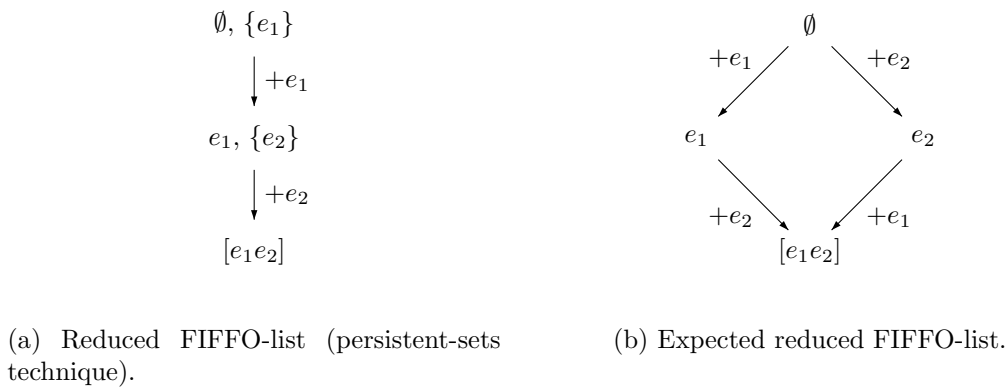 ∅, {e₁}
+e₁
e₁, {e₂}
+e₂
[e₁e₂]
(a) Reduced FIFFO-list (persistent-sets
technique).
∅
+e₁ +e₂
e₁ e₂
+e₂ +e₁
[e₁e₂]
(b) Expected reduced FIFFO-list.